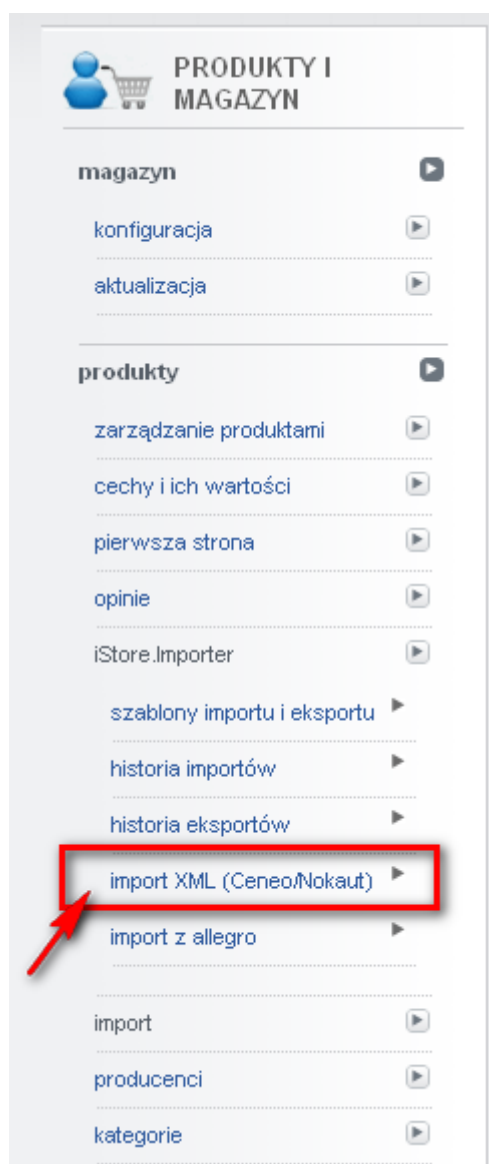 PRODUKTY I
MAGAZYN
magazyn
konfiguracja
aktualizacja
produkty
zarządzanie produktami
cechy i ich wartości
pierwsza strona
opinie
iStore.Importer
szablony importu i eksportu
historia importów
historia eksportów
import XML (Ceneo/Nokaut)
import z allegro
import
producenci
kategorie